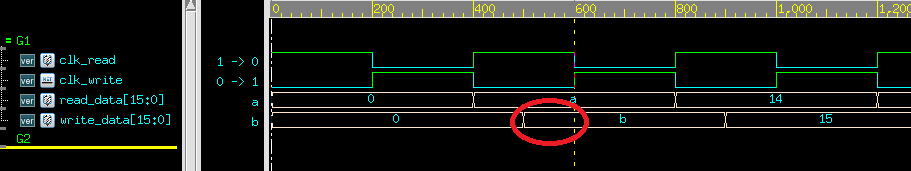 0 200 400 600 800 1,000 1,200
= G1
ver clk_read 1 -> 0
ver clk_write 0 -> 1
ver read_data[15:0] a 0 a 14
ver write_data[15:0] b 0 b 15
G2